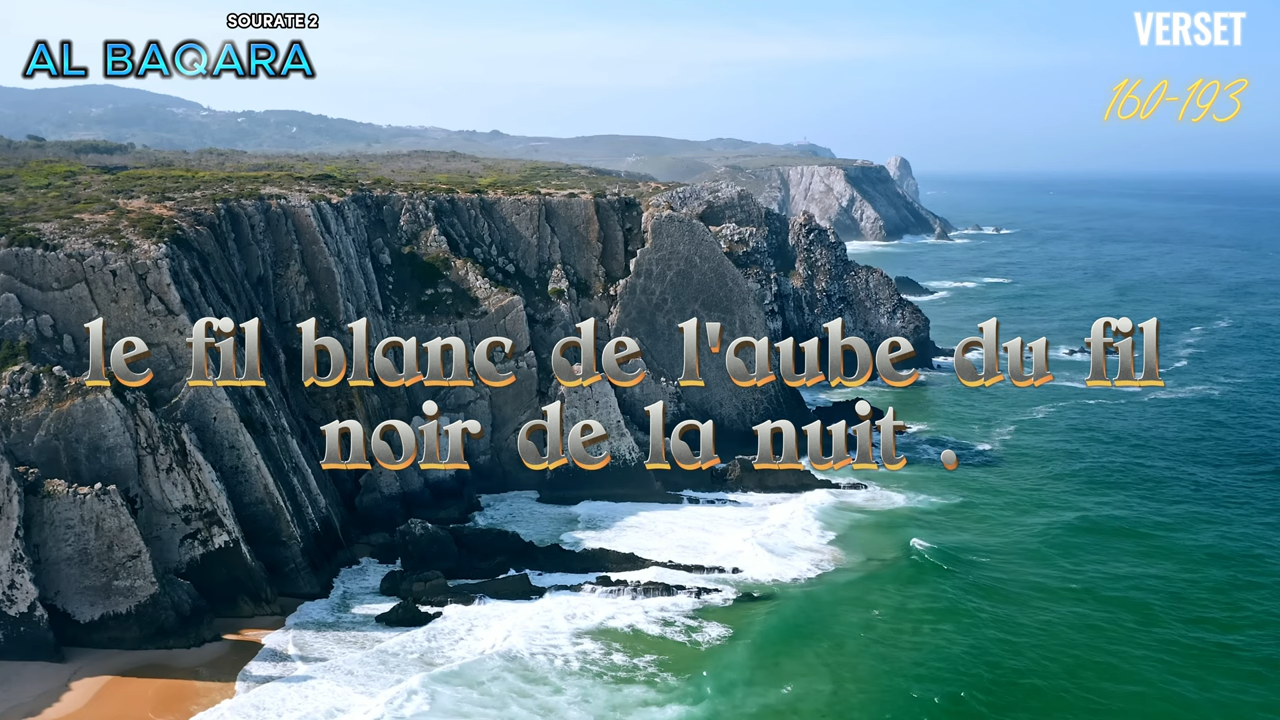 SOURATE 2
AL BAQARA
VERSET
160-193
le fil blanc de l'aube du fil
noir de la nuit .